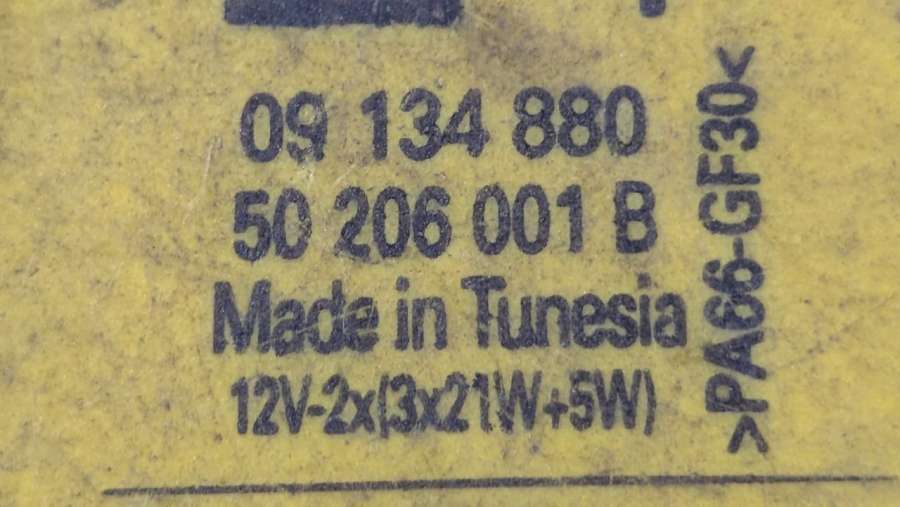 09 134 880
50 206 001 B
Made in Tunesia
12V-2x(3x21W+5W)
>PA66-GF30<